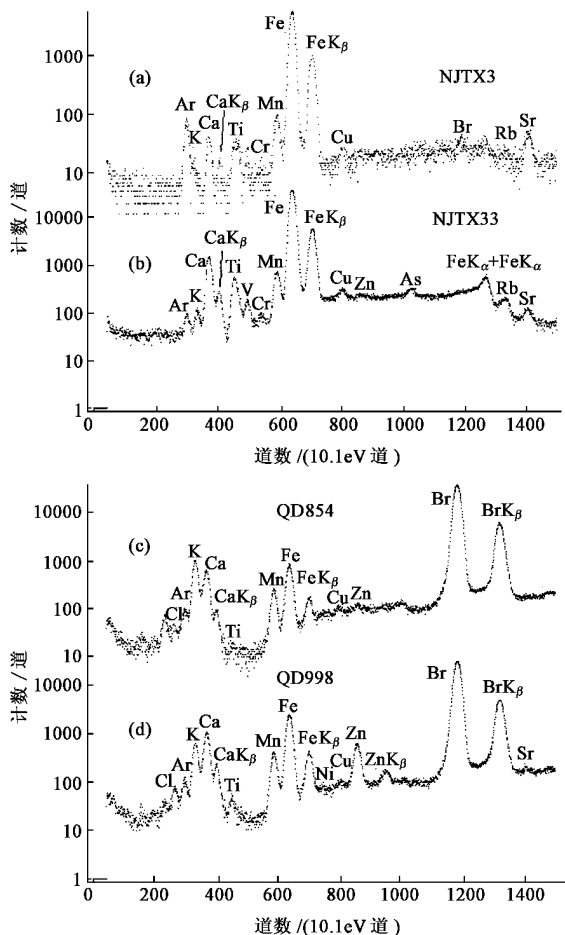 Fe
1000
FeKβ
(a)
NJTX3
Ar
CaKβ
Mn
100
K
Ca
Ti
Cr
Cu
Br
Rb
Sr
10
10000
Fe
NJTX33
CaKβ
FeKβ
1000
(b)
Ca
Ti
Mn
FeKα+FeKα
Ar
K
V
Cr
Cu
Zn
As
Rb
Sr
100
1
计数/道
0 200 400 600 800 1000 1200 1400
道数/(10.1eV道)
QD854
Br
10000
(c)
BrKβ
K
1000
Ca
Fe
Ar
Mn
FeKβ
100
Cl
CaKβ
Ti
Cu
Zn
10
QD998
Br
10000
Fe
BrKβ
(d)
Ca
1000
K
Mn
FeKβ
Zn
Ar
CaKβ
Cu
ZnKβ
Sr
100
Cl
Ti
Ni
10
1
计数/道
0 200 400 600 800 1000 1200 1400
道数/(10.1eV道)